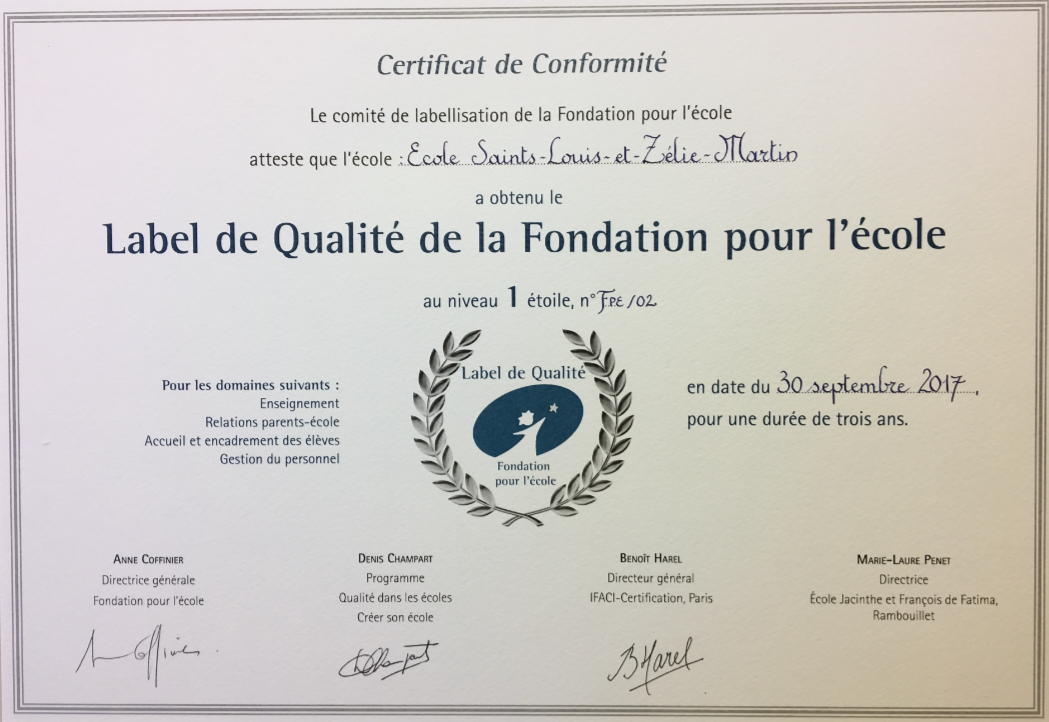 Certificat de Conformité
Le comité de labellisation de la Fondation pour l'école
atteste que l'école : Ecole Saints-Louis-et-Zélie-Martin
a obtenu le
Label de Qualité de la Fondation pour l'école
au niveau 1 étoile, n° FPE/02
Pour les domaines suivants :
Enseignement
Relations parents-école
Accueil et encadrement des élèves
Gestion du personnel
Label de Qualité
Fondation
pour l'école
en date du 30 septembre 2017,
pour une durée de trois ans.
ANNE COFFINIER
Directrice générale
Fondation pour l'école
DENIS CHAMPART
Programme
Qualité dans les écoles
Créer son école
BENOÎT HAREL
Directeur général
IFACI-Certification, Paris
MARIE-LAURE PENET
Directrice
École Jacinthe et François de Fatima,
Rambouillet
B Harel